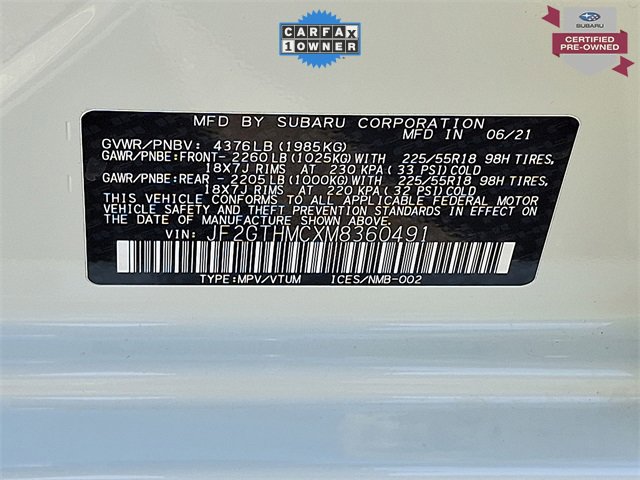 CARFAX
1 OWNER
SUBARU
CERTIFIED
PRE-OWNED
MFD BY SUBARU CORPORATION
GVWR/PNBV: 4376LB (1985KG) MFD IN 06/21
GAWR/PNBE:FRONT-2260LB (1025KG) WITH 225/55R18 98H TIRES,
18X7J RIMS AT 230 KPA (33 PSI) COLD
GAWR/PNBE:REAR -2205LB (1000KG) WITH 225/55R18 98H TIRES,
18X7J RIMS AT 220 KPA (32 PSI) COLD
THIS VEHICLE CONFORMS TO ALL APPLICABLE FEDERAL MOTOR
VEHICLE SAFETY AND BUMPER STANDARDS IN EFFECT ON THE
DATE OF MANUFACTURE SHOWN ABOVE.
VIN: JF2GTHMCXM8360491
TYPE:MPV/VTUM ICES/NMB-002